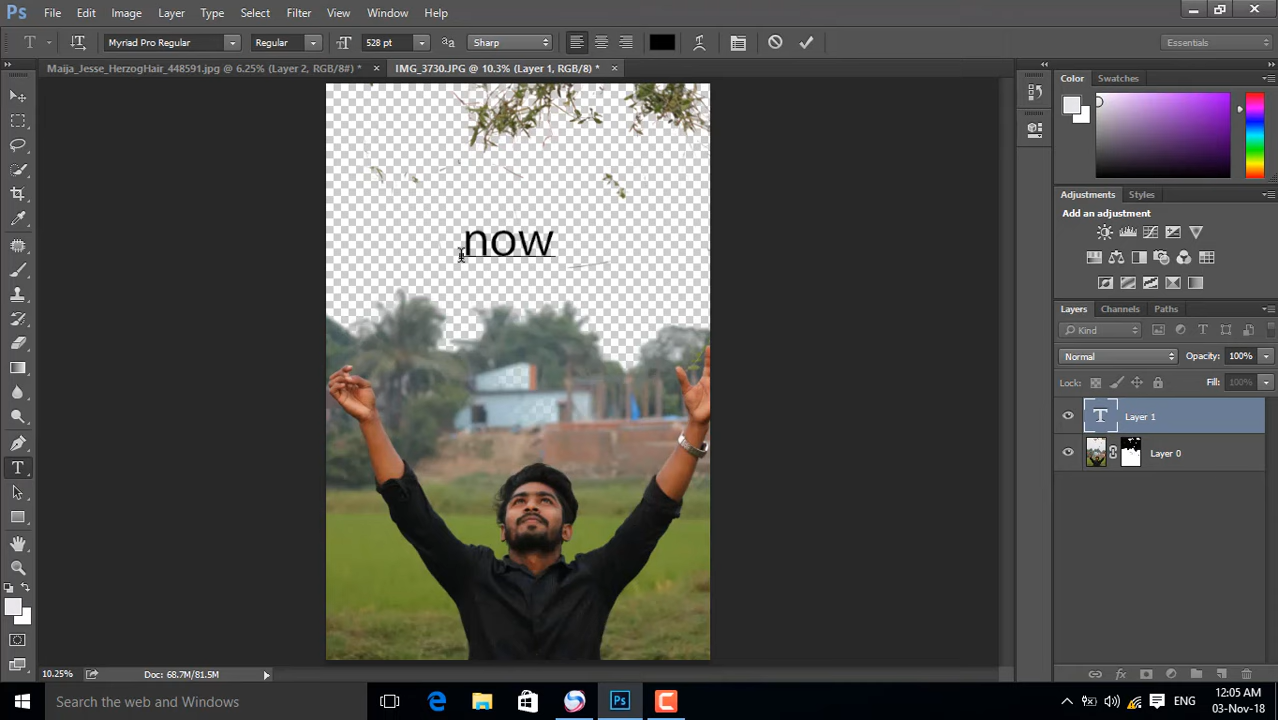 Ps File Edit Image Layer Type Select Filter View Window Help
T Myriad Pro Regular Regular 528 pt aa Sharp Essentials
Maija_Jesse_HerzogHair_448591.jpg @ 6.25% (Layer 2, RGB/8#) * × IMG_3730.JPG @ 10.3% (Layer 1, RGB/8) * ×
Color Swatches
Adjustments Styles
Add an adjustment
now
Layers Channels Paths
Kind
Normal Opacity: 100%
Lock: Fill: 100%
T Layer 1
Layer 0
10.25% Doc: 68.7M/81.5M
Search the web and Windows
ENG
12:05 AM
03-Nov-18